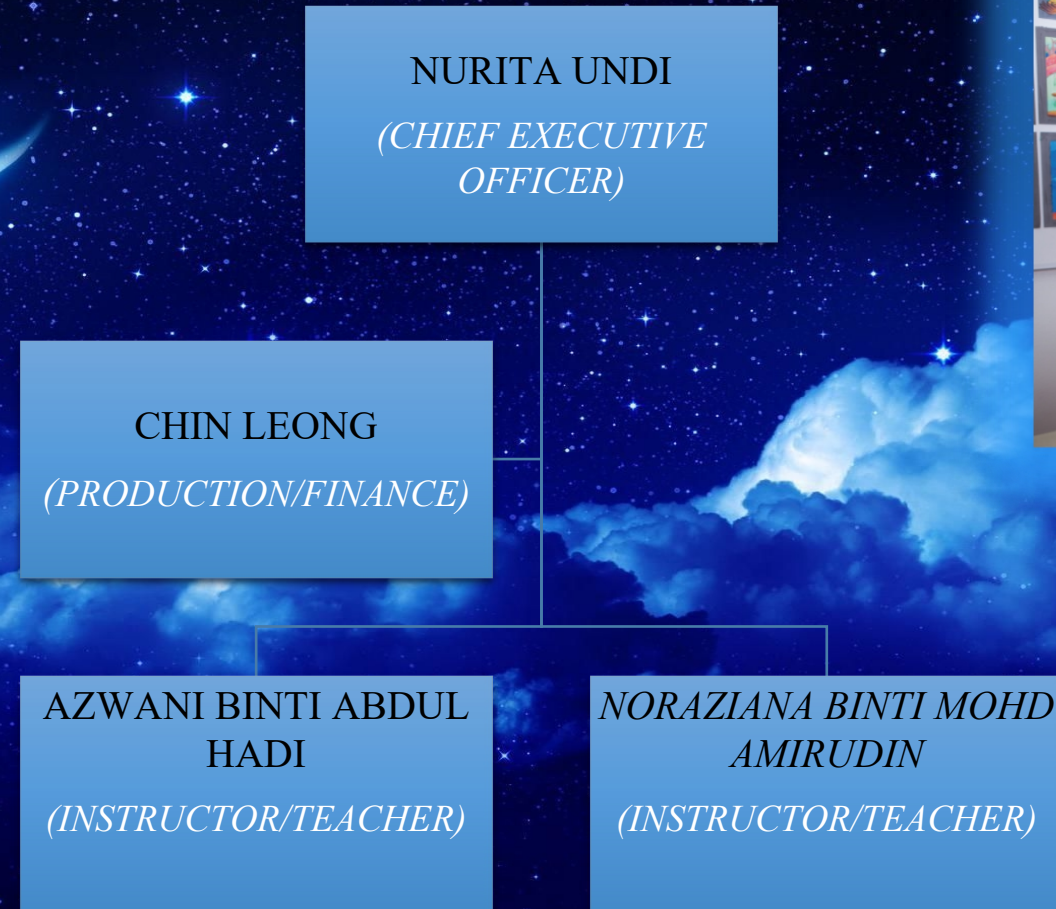 NURITA UNDI
(CHIEF EXECUTIVE
OFFICER)
CHIN LEONG
(PRODUCTION/FINANCE)
AZWANI BINTI ABDUL
HADI
(INSTRUCTOR/TEACHER)
NORAZIANA BINTI MOHD
AMIRUDIN
(INSTRUCTOR/TEACHER)